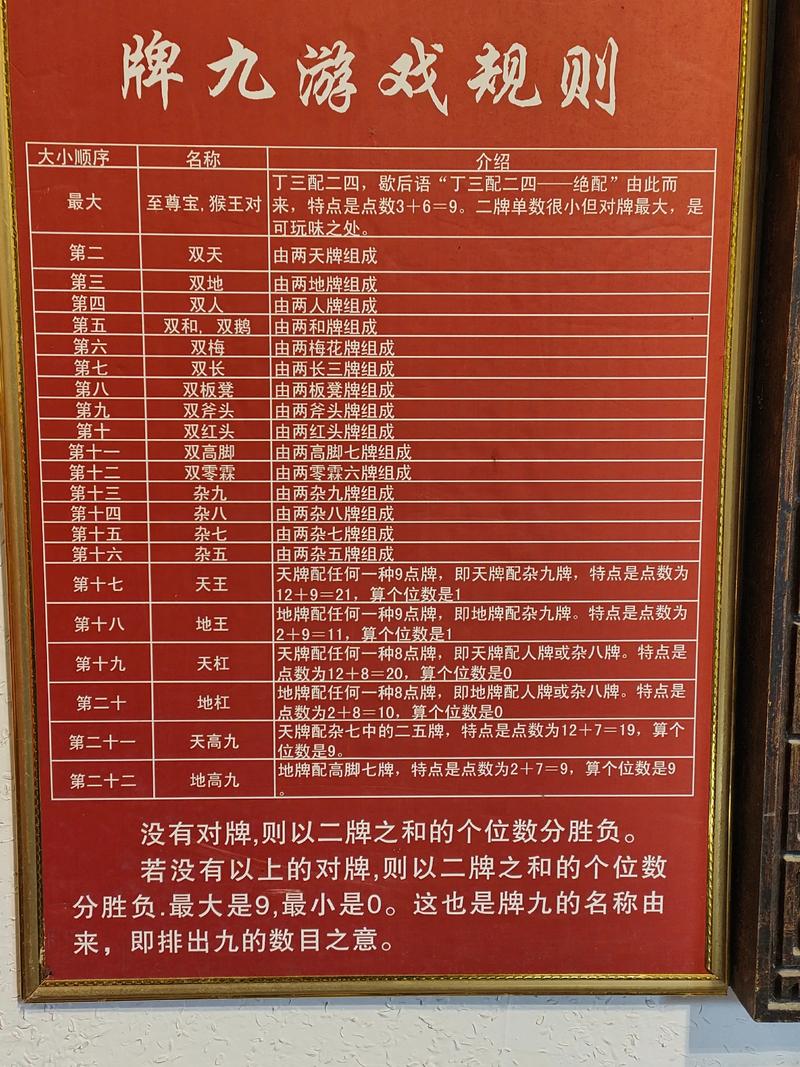 牌九游戏规则
大小顺序 名称 介绍
最大 至尊宝,猴王对 丁三配二四，歇后语“丁三配二四——绝配”由此而
来，特点是点数3＋6＝9。二牌单数很小但对牌最大，是
可玩味之处。
第二 双天 由两天牌组成
第三 双地 由两地牌组成
第四 双人 由两人牌组成
第五 双和，双鹅 由两和牌组成
第六 双梅 由两梅花牌组成
第七 双长 由两长三牌组成
第八 双板凳 由两板凳牌组成
第九 双斧头 由两斧头牌组成
第十 双红头 由两红头牌组成
第十一 双高脚 由两高脚七牌组成
第十二 双零霖 由两零霖六牌组成
第十三 杂九 由两杂九牌组成
第十四 杂八 由两杂八牌组成
第十五 杂七 由两杂七牌组成
第十六 杂五 由两杂五牌组成
第十七 天王 天牌配任何一种9点牌，即天牌配杂九牌，特点是点数为
12＋9＝21，算个位数是1
第十八 地王 地牌配任何一种9点牌，即地牌配杂九牌。特点是点数为
2＋9＝11，算个位数是1
第十九 天杠 天牌配任何一种8点牌，即天牌配人牌或杂八牌。特点是
点数为12＋8＝20，算个位数是0
第二十 地杠 地牌配任何一种8点牌，即地牌配人牌或杂八牌。特点是
点数为2＋8＝10，算个位数是0
第二十一 天高九 天牌配杂七中的二五牌，特点是点数为12＋7＝19，算个
位数是9。
第二十二 地高九 地牌配高脚七牌，特点是点数为2＋7＝9，算个位数是9
。
没有对牌,则以二牌之和的个位数分胜负。
若没有以上的对牌,则以二牌之和的个位数
分胜负.最大是9,最小是0。这也是牌九的名称由
来，即排出九的数目之意。